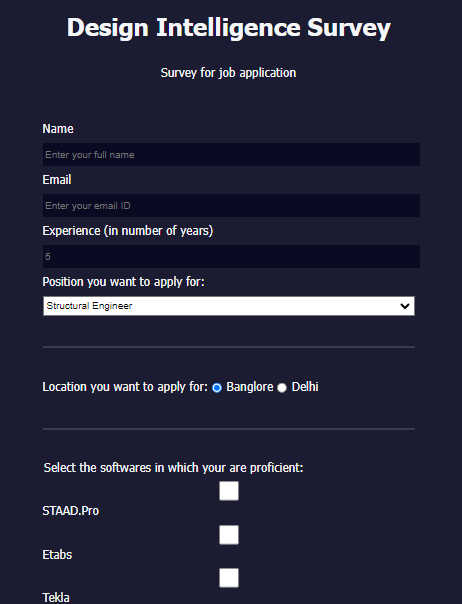 Design Intelligence Survey
Survey for job application
Name
Enter your full name
Email
Enter your email ID
Experience (in number of years)
5
Position you want to apply for:
Structural Engineer
Location you want to apply for: Banglore Delhi
Select the softwares in which your are proficient:
STAAD.Pro
Etabs
Tekla